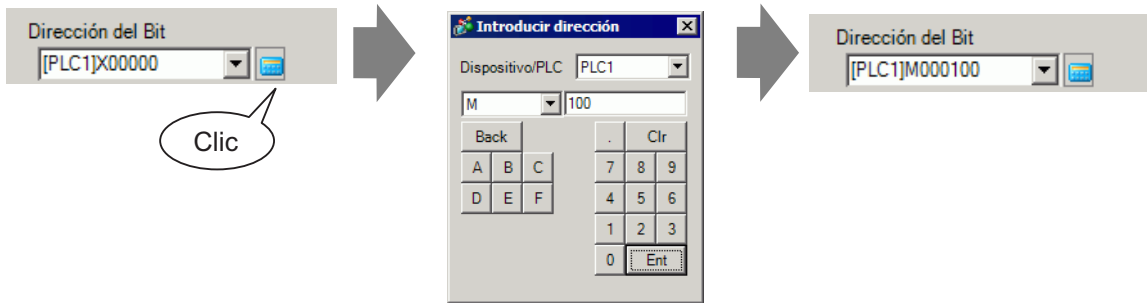 Dirección del Bit
[PLC1]X00000
Clic
Introducir dirección
Dispositivo/PLC PLC1
M 100
Back . Clr
A B C 7 8 9
D E F 4 5 6
1 2 3
0 Ent
Dirección del Bit
[PLC1]M000100